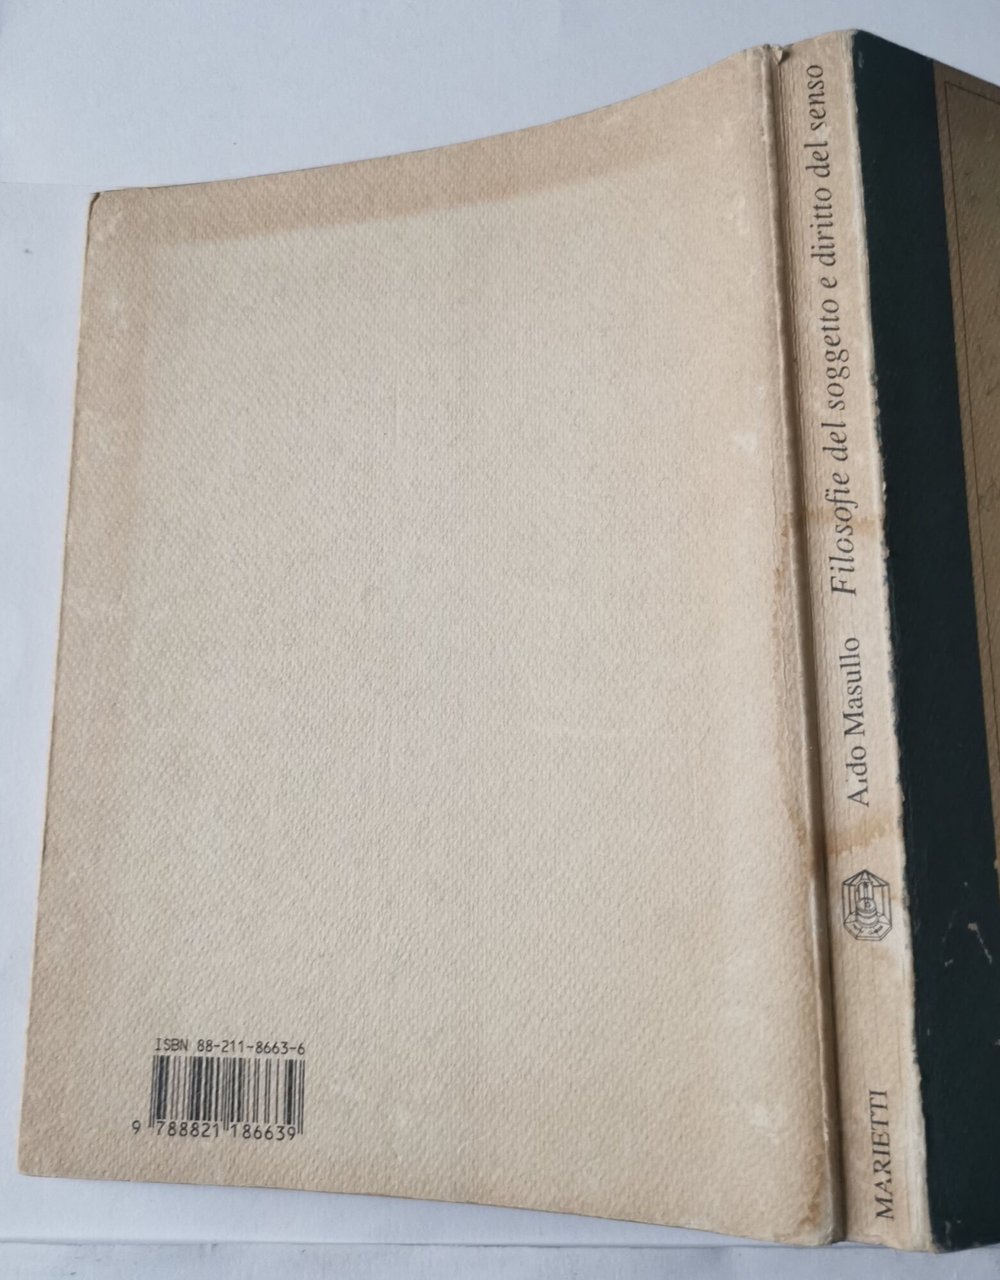 Aldo Masullo Filosofie del soggetto e diritto del senso
MARIETTI
ISBN 88-211-8663-6
9 788821 186639